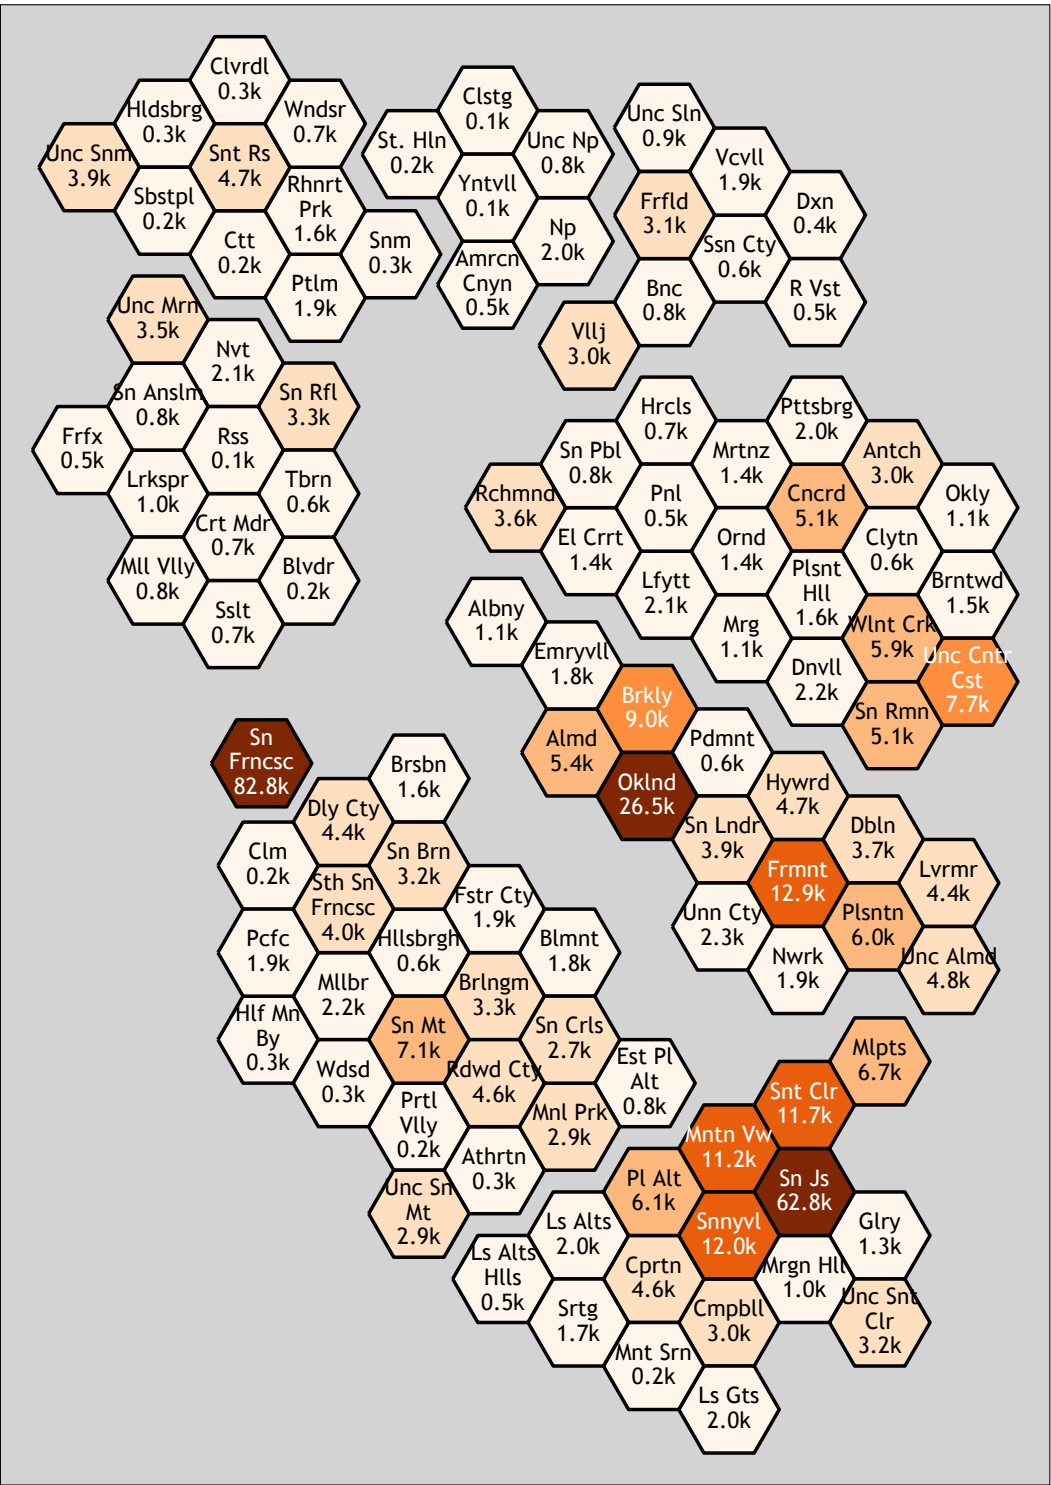 Clvrdl
0.3k
Hldsbrg
0.3k
Wndsr
0.7k
Unc Snm
3.9k
Snt Rs
4.7k
Sbstpl
0.2k
Rhnrt
Prk
1.6k
Ctt
0.2k
Snm
0.3k
Ptlm
1.9k
Clstg
0.1k
St. Hln
0.2k
Unc Np
0.8k
Yntvll
0.1k
Np
2.0k
Amrcn
Cnyn
0.5k
Unc Sln
0.9k
Vcvll
1.9k
Frfld
3.1k
Dxn
0.4k
Ssn Cty
0.6k
Bnc
0.8k
R Vst
0.5k
Vllj
3.0k
Unc Mrn
3.5k
Nvt
2.1k
Sn Anslm
0.8k
Sn Rfl
3.3k
Frfx
0.5k
Rss
0.1k
Lrkspr
1.0k
Tbrn
0.6k
Crt Mdr
0.7k
Mll Vlly
0.8k
Blvdr
0.2k
Sslt
0.7k
Hrcls
0.7k
Pttsbrg
2.0k
Sn Pbl
0.8k
Mrtnz
1.4k
Antch
3.0k
Rchmnd
3.6k
Pnl
0.5k
Cncrd
5.1k
Okly
1.1k
El Crrt
1.4k
Ornd
1.4k
Clytn
0.6k
Lfytt
2.1k
Plsnt
Hll
1.6k
Brntwd
1.5k
Mrg
1.1k
Wlnt Crk
5.9k
Dnvll
2.2k
Unc Cntr
Cst
7.7k
Sn Rmn
5.1k
Albny
1.1k
Emryvll
1.8k
Brkly
9.0k
Almd
5.4k
Pdmnt
0.6k
Oklnd
26.5k
Hywrd
4.7k
Sn Lndr
3.9k
Dbln
3.7k
Frmnt
12.9k
Lvrmr
4.4k
Unn Cty
2.3k
Plsntn
6.0k
Nwrk
1.9k
Unc Almd
4.8k
Sn
Frncsc
82.8k
Brsbn
1.6k
Dly Cty
4.4k
Clm
0.2k
Sn Brn
3.2k
Sth Sn
Frncsc
4.0k
Fstr Cty
1.9k
Pcfc
1.9k
Hllsbrgh
0.6k
Blmnt
1.8k
Mllbr
2.2k
Brlngm
3.3k
Hlf Mn
By
0.3k
Sn Mt
7.1k
Sn Crls
2.7k
Wdsd
0.3k
Rdwd Cty
4.6k
Est Pl
Alt
0.8k
Prtl
Vlly
0.2k
Mnl Prk
2.9k
Athrtn
0.3k
Unc Sn
Mt
2.9k
Mlpts
6.7k
Snt Clr
11.7k
Mntn Vw
11.2k
Pl Alt
6.1k
Sn Js
62.8k
Ls Alts
2.0k
Snnyvl
12.0k
Glry
1.3k
Ls Alts
Hlls
0.5k
Cprtn
4.6k
Mrgn Hll
1.0k
Srtg
1.7k
Cmpbll
3.0k
Unc Snt
Clr
3.2k
Mnt Srn
0.2k
Ls Gts
2.0k